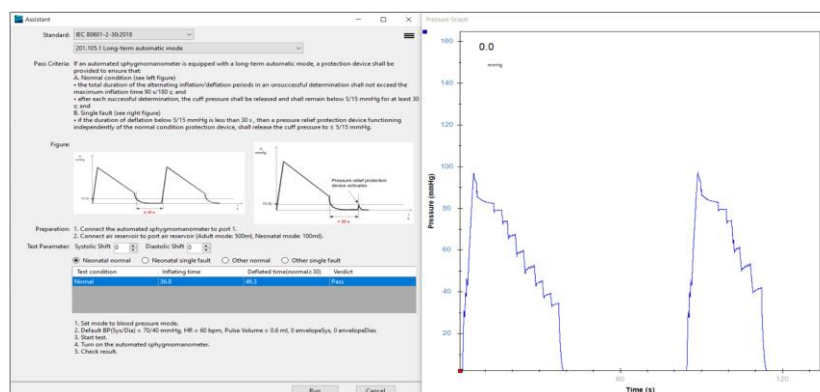 Assistant
Standard: IEC 80601-2-30:2018
201.105.1 Long-term automatic mode
Pass Criteria: If an automated sphygmomanometer is equipped with a long-term automatic mode, a protection device shall be
provided to ensure that:
A. Normal condition (see left figure)
• the total duration of the alternating inflation/deflation periods in an unsuccessful determination shall not exceed the
maximum inflation time 90 s/180 s; and
• after each successful determination, the cuff pressure shall be released and shall remain below 5/15 mmHg for at least 30
s; and
B. Single fault (see right figure)
• if the duration of deflation below 5/15 mmHg is less than 30 s, then a pressure relief protection device functioning
independently of the normal condition protection device, shall release the cuff pressure to ≤ 5/15 mmHg.
Figure:
Pressure-relief protection
device activates
Preparation: 1. Connect the automated sphygmomanometer to port 1.
2. Connect air reservoir to port air reservoir (Adult mode: 500ml; Neonatal mode: 100ml).
Test Parameter: Systolic Shift 0 Diastolic Shift 0
Neonatal normal Neonatal single fault Other normal Other single fault
Test condition Inflating time Deflated time(normal≥30) Verdict
Normal 36.8 46.3 Pass
1. Set mode to blood pressure mode.
2. Default BP(Sys/Dia) = 70/40 mmHg, HR = 60 bpm, Pulse Volume = 0.6 ml, 0 envelopeSys, 0 envelopeDias
3. Start test.
4. Turn on the automated sphygmomanometer.
5. Check result.
Run Cancel
Pressure Graph
0.0
mmHg
160
140
120
100
80
60
40
20
Pressure (mmHg)
60 120
Time (s)